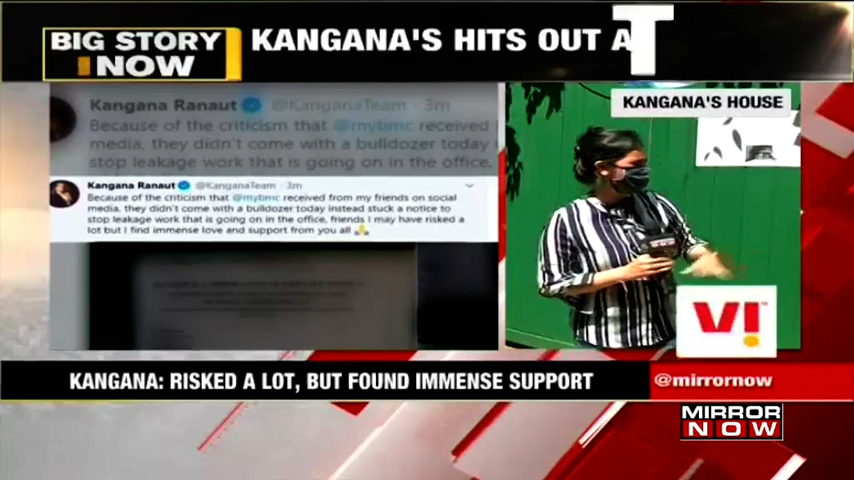 BIG STORY
NOW
KANGANA'S HITS OUT A
T
Kangana Ranaut @KanganaTeam · 3m
Because of the criticism that @mybmc received
media, they didn't come with a bulldozer today
stop leakage work that is going on in the office,
Kangana Ranaut @KanganaTeam · 3m
Because of the criticism that @mybmc received from my friends on social
media, they didn't come with a bulldozer today instead stuck a notice to
stop leakage work that is going on in the office, friends I may have risked a
lot but I find immense love and support from you all 🙏
KANGANA'S HOUSE
VI
KANGANA: RISKED A LOT, BUT FOUND IMMENSE SUPPORT
@mirrornow
MIRROR
NOW